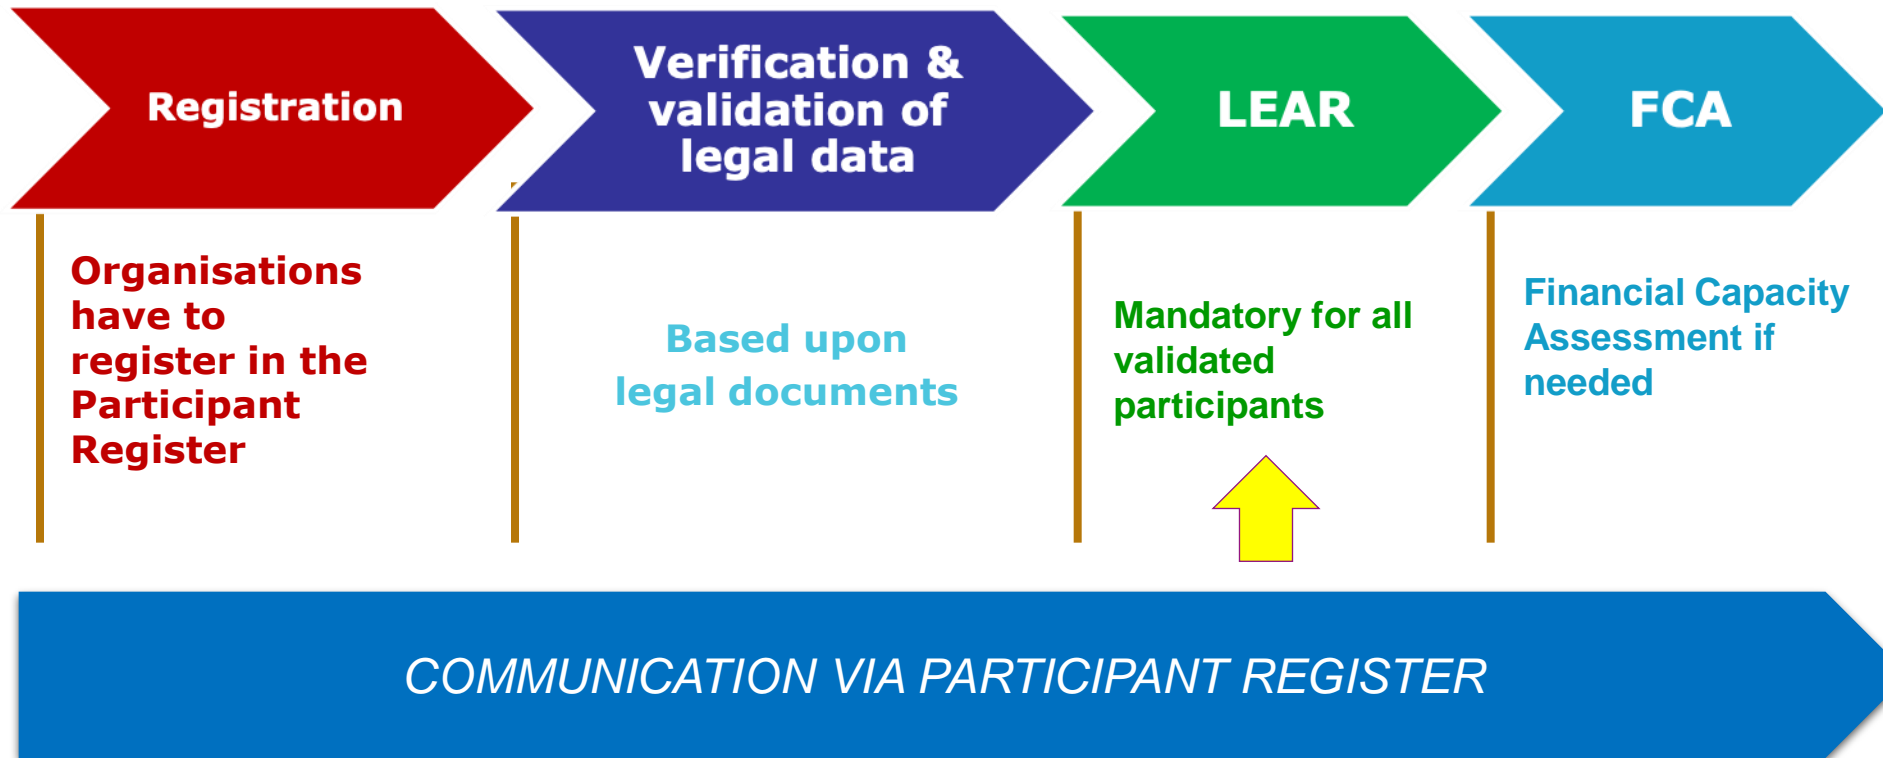 Registration
Verification &
validation of
legal data
LEAR
FCA
Organisations
have to
register in the
Participant
Register
Based upon
legal documents
Mandatory for all
validated
participants
Financial Capacity
Assessment if
needed
COMMUNICATION VIA PARTICIPANT REGISTER